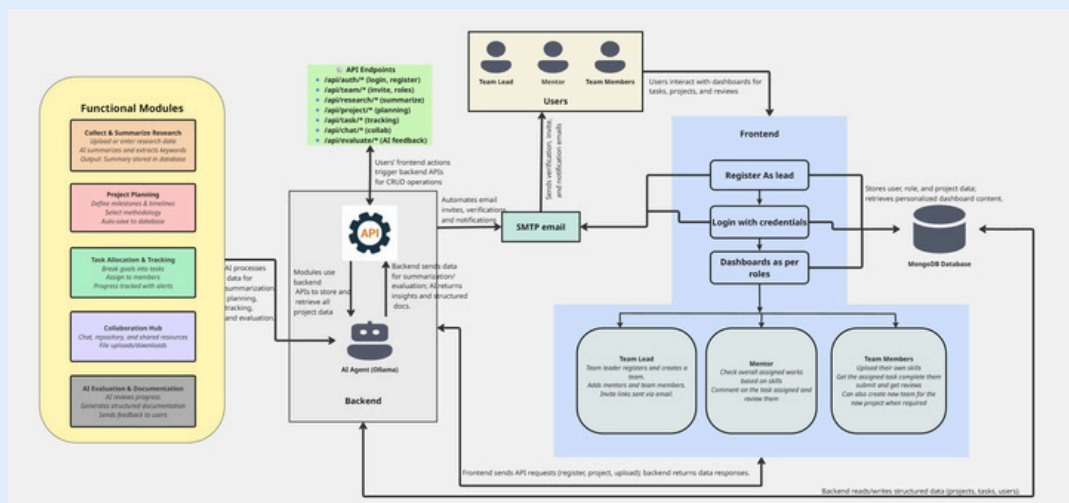 Functional Modules
Collect & Summarize Research
Upload or enter research data
AI summarizes and extracts keywords
Output: Summary stored in database
Project Planning
Define milestones & timelines
Select methodology
Auto-save to database
Task Allocation & Tracking
Break goals into tasks
Assign to members
Progress tracked with alerts
Collaboration Hub
Chat, repository, and shared resources
File uploads/downloads
AI Evaluation & Documentation
AI reviews progress
Generates structured documentation
Sends feedback to users
AI processes
data for
summarization,
planning,
tracking,
and evaluation.
API Endpoints
/api/auth/* (login, register)
/api/team/* (invite, roles)
/api/research/* (summarize)
/api/project/* (planning)
/api/task/* (tracking)
/api/chat/* (collab)
/api/evaluate/* (AI feedback)
Users' frontend actions
trigger backend APIs
for CRUD operations
API
Modules use
backend
APIs to store and
retrieve all
project data
Backend sends data
for summarization/
evaluation; AI returns
insights and structured
docs.
AI Agent (Ollama)
Backend
Automates email
invites, verifications
and notifications.
SMTP email
Sends verification, invite,
and notification emails
Team Lead
Mentor
Team Members
Users
Users interact with dashboards for
tasks, projects, and reviews
Frontend
Register As lead
Login with credentials
Dashboards as per
roles
Stores user, role, and project data;
retrieves personalized dashboard content.
MongoDB Database
Team Lead
Team leader registers and creates a
team.
Adds mentors and team members.
Invite links sent via email.
Mentor
Check overall assigned works
based on skills
Comment on the task assigned and
review them
Team Members
Upload their own skills
Get the assigned task complete them
submit and get reviews
Can also create new team for the
new project when required
Frontend sends API requests (register, project, upload); backend returns data responses.
Backend reads/writes structured data (projects, tasks, users).